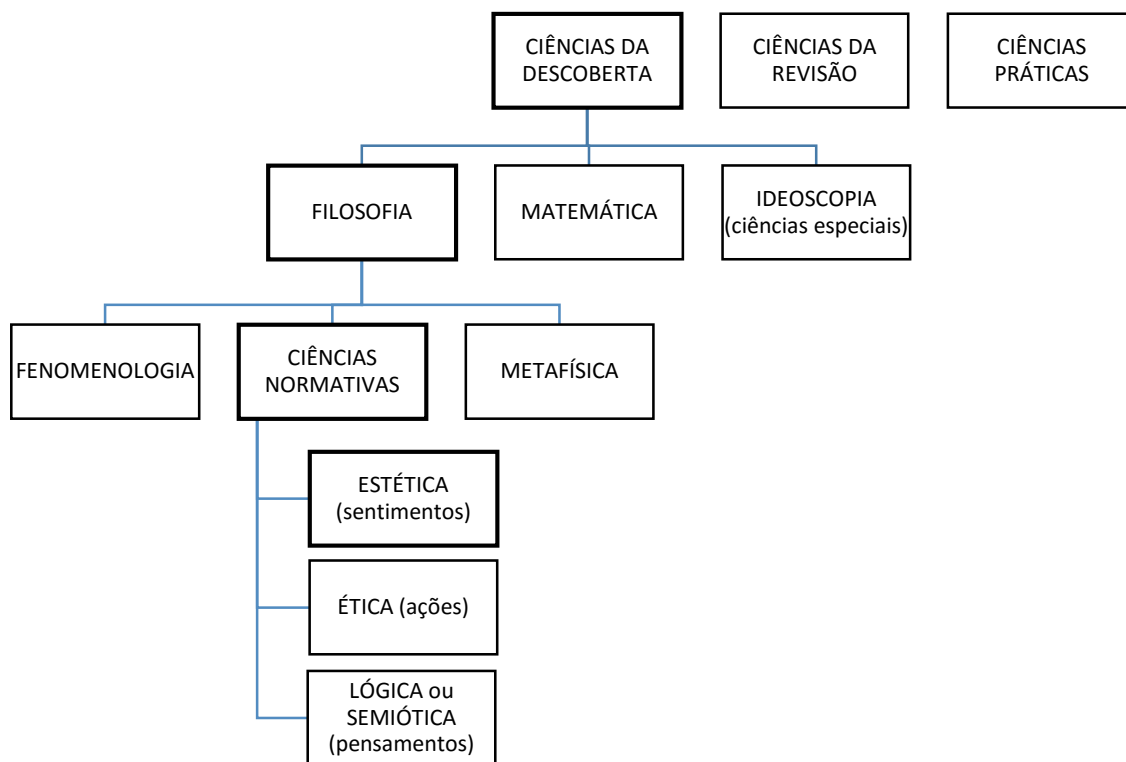 CIÊNCIAS DA
DESCOBERTA
CIÊNCIAS DA
REVISÃO
CIÊNCIAS
PRÁTICAS
FILOSOFIA
MATEMÁTICA
IDEOSCOPIA
(ciências especiais)
FENOMENOLOGIA
CIÊNCIAS
NORMATIVAS
METAFÍSICA
ESTÉTICA
(sentimentos)
ÉTICA (ações)
LÓGICA ou
SEMIÓTICA
(pensamentos)